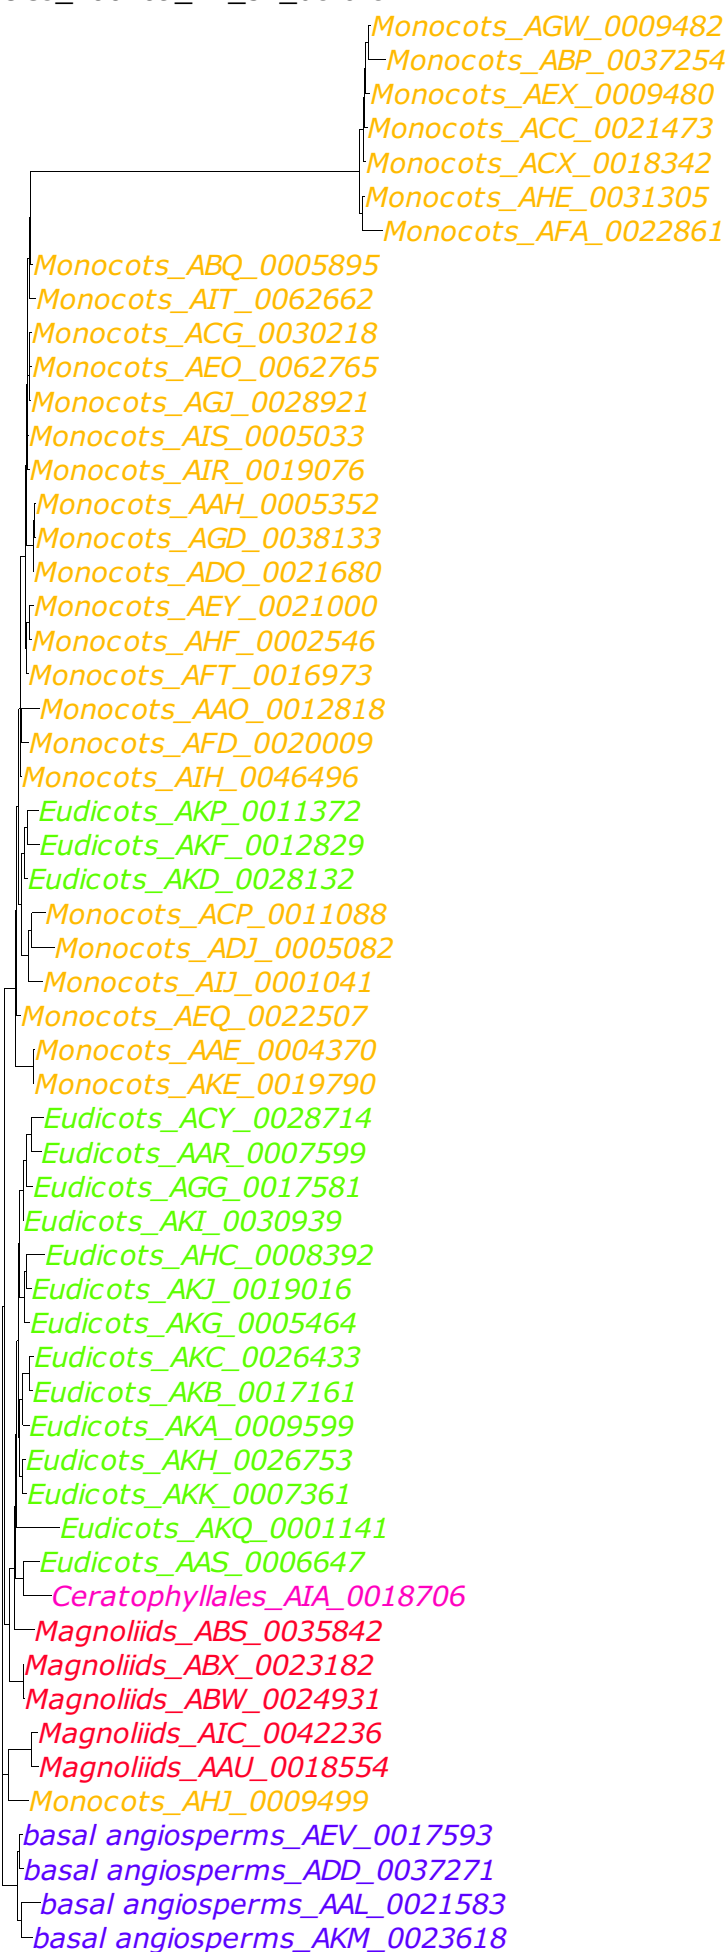 Monocots_AGW_0009482
Monocots_ABP_0037254
Monocots_AEX_0009480
Monocots_ACC_0021473
Monocots_ACX_0018342
Monocots_AHE_0031305
Monocots_AFA_0022861
Monocots_ABQ_0005895
Monocots_AIT_0062662
Monocots_ACG_0030218
Monocots_AEO_0062765
Monocots_AGJ_0028921
Monocots_AIS_0005033
Monocots_AIR_0019076
Monocots_AAH_0005352
Monocots_AGD_0038133
Monocots_ADO_0021680
Monocots_AEY_0021000
Monocots_AHF_0002546
Monocots_AFT_0016973
Monocots_AAO_0012818
Monocots_AFD_0020009
Monocots_AIH_0046496
Eudicots_AKP_0011372
Eudicots_AKF_0012829
Eudicots_AKD_0028132
Monocots_ACP_0011088
Monocots_ADJ_0005082
Monocots_AIJ_0001041
Monocots_AEQ_0022507
Monocots_AAE_0004370
Monocots_AKE_0019790
Eudicots_ACY_0028714
Eudicots_AAR_0007599
Eudicots_AGG_0017581
Eudicots_AKI_0030939
Eudicots_AHC_0008392
Eudicots_AKJ_0019016
Eudicots_AKG_0005464
Eudicots_AKC_0026433
Eudicots_AKB_0017161
Eudicots_AKA_0009599
Eudicots_AKH_0026753
Eudicots_AKK_0007361
Eudicots_AKQ_0001141
Eudicots_AAS_0006647
Ceratophyllales_AIA_0018706
Magnoliids_ABS_0035842
Magnoliids_ABX_0023182
Magnoliids_ABW_0024931
Magnoliids_AIC_0042236
Magnoliids_AAU_0018554
Monocots_AHJ_0009499
basal angiosperms_AEV_0017593
basal angiosperms_ADD_0037271
basal angiosperms_AAL_0021583
basal angiosperms_AKM_0023618